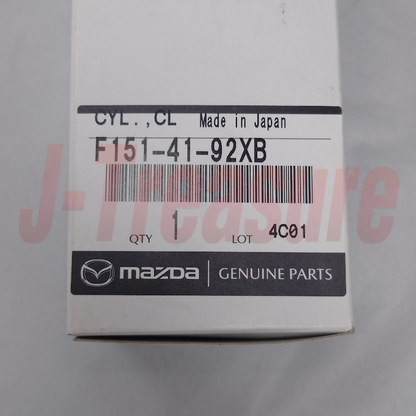 CYL.,CL Made in Japan
F151-41-92XB
J-Treasure
QTY 1 LOT 4C01
mazda GENUINE PARTS